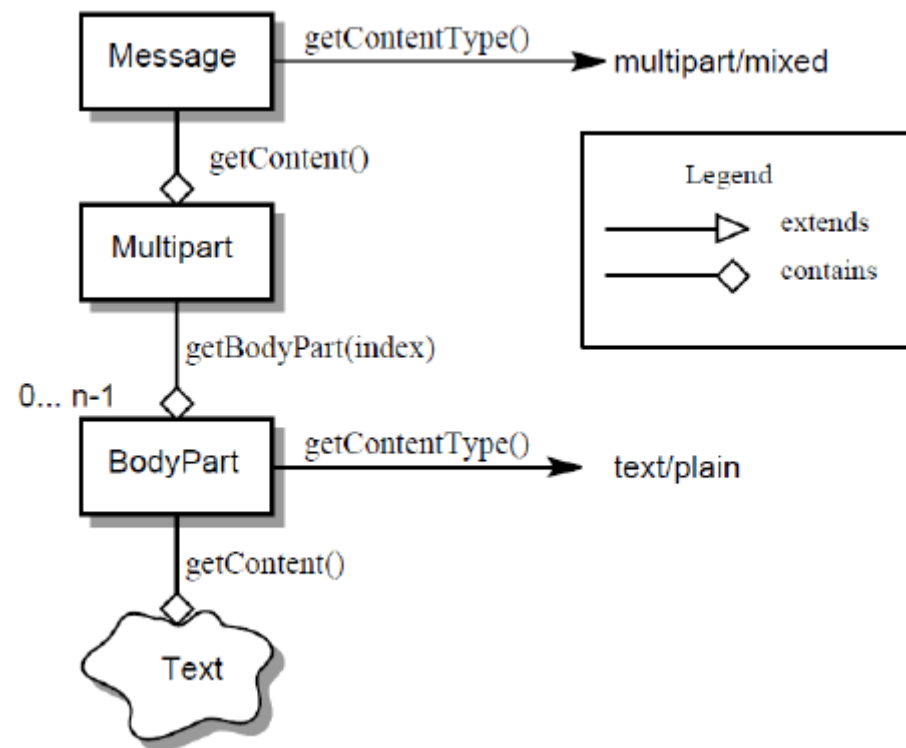 Message
getContentType()
multipart/mixed
getContent()
Legend
extends
contains
Multipart
getBodyPart(index)
0... n-1
BodyPart
getContentType()
text/plain
getContent()
Text